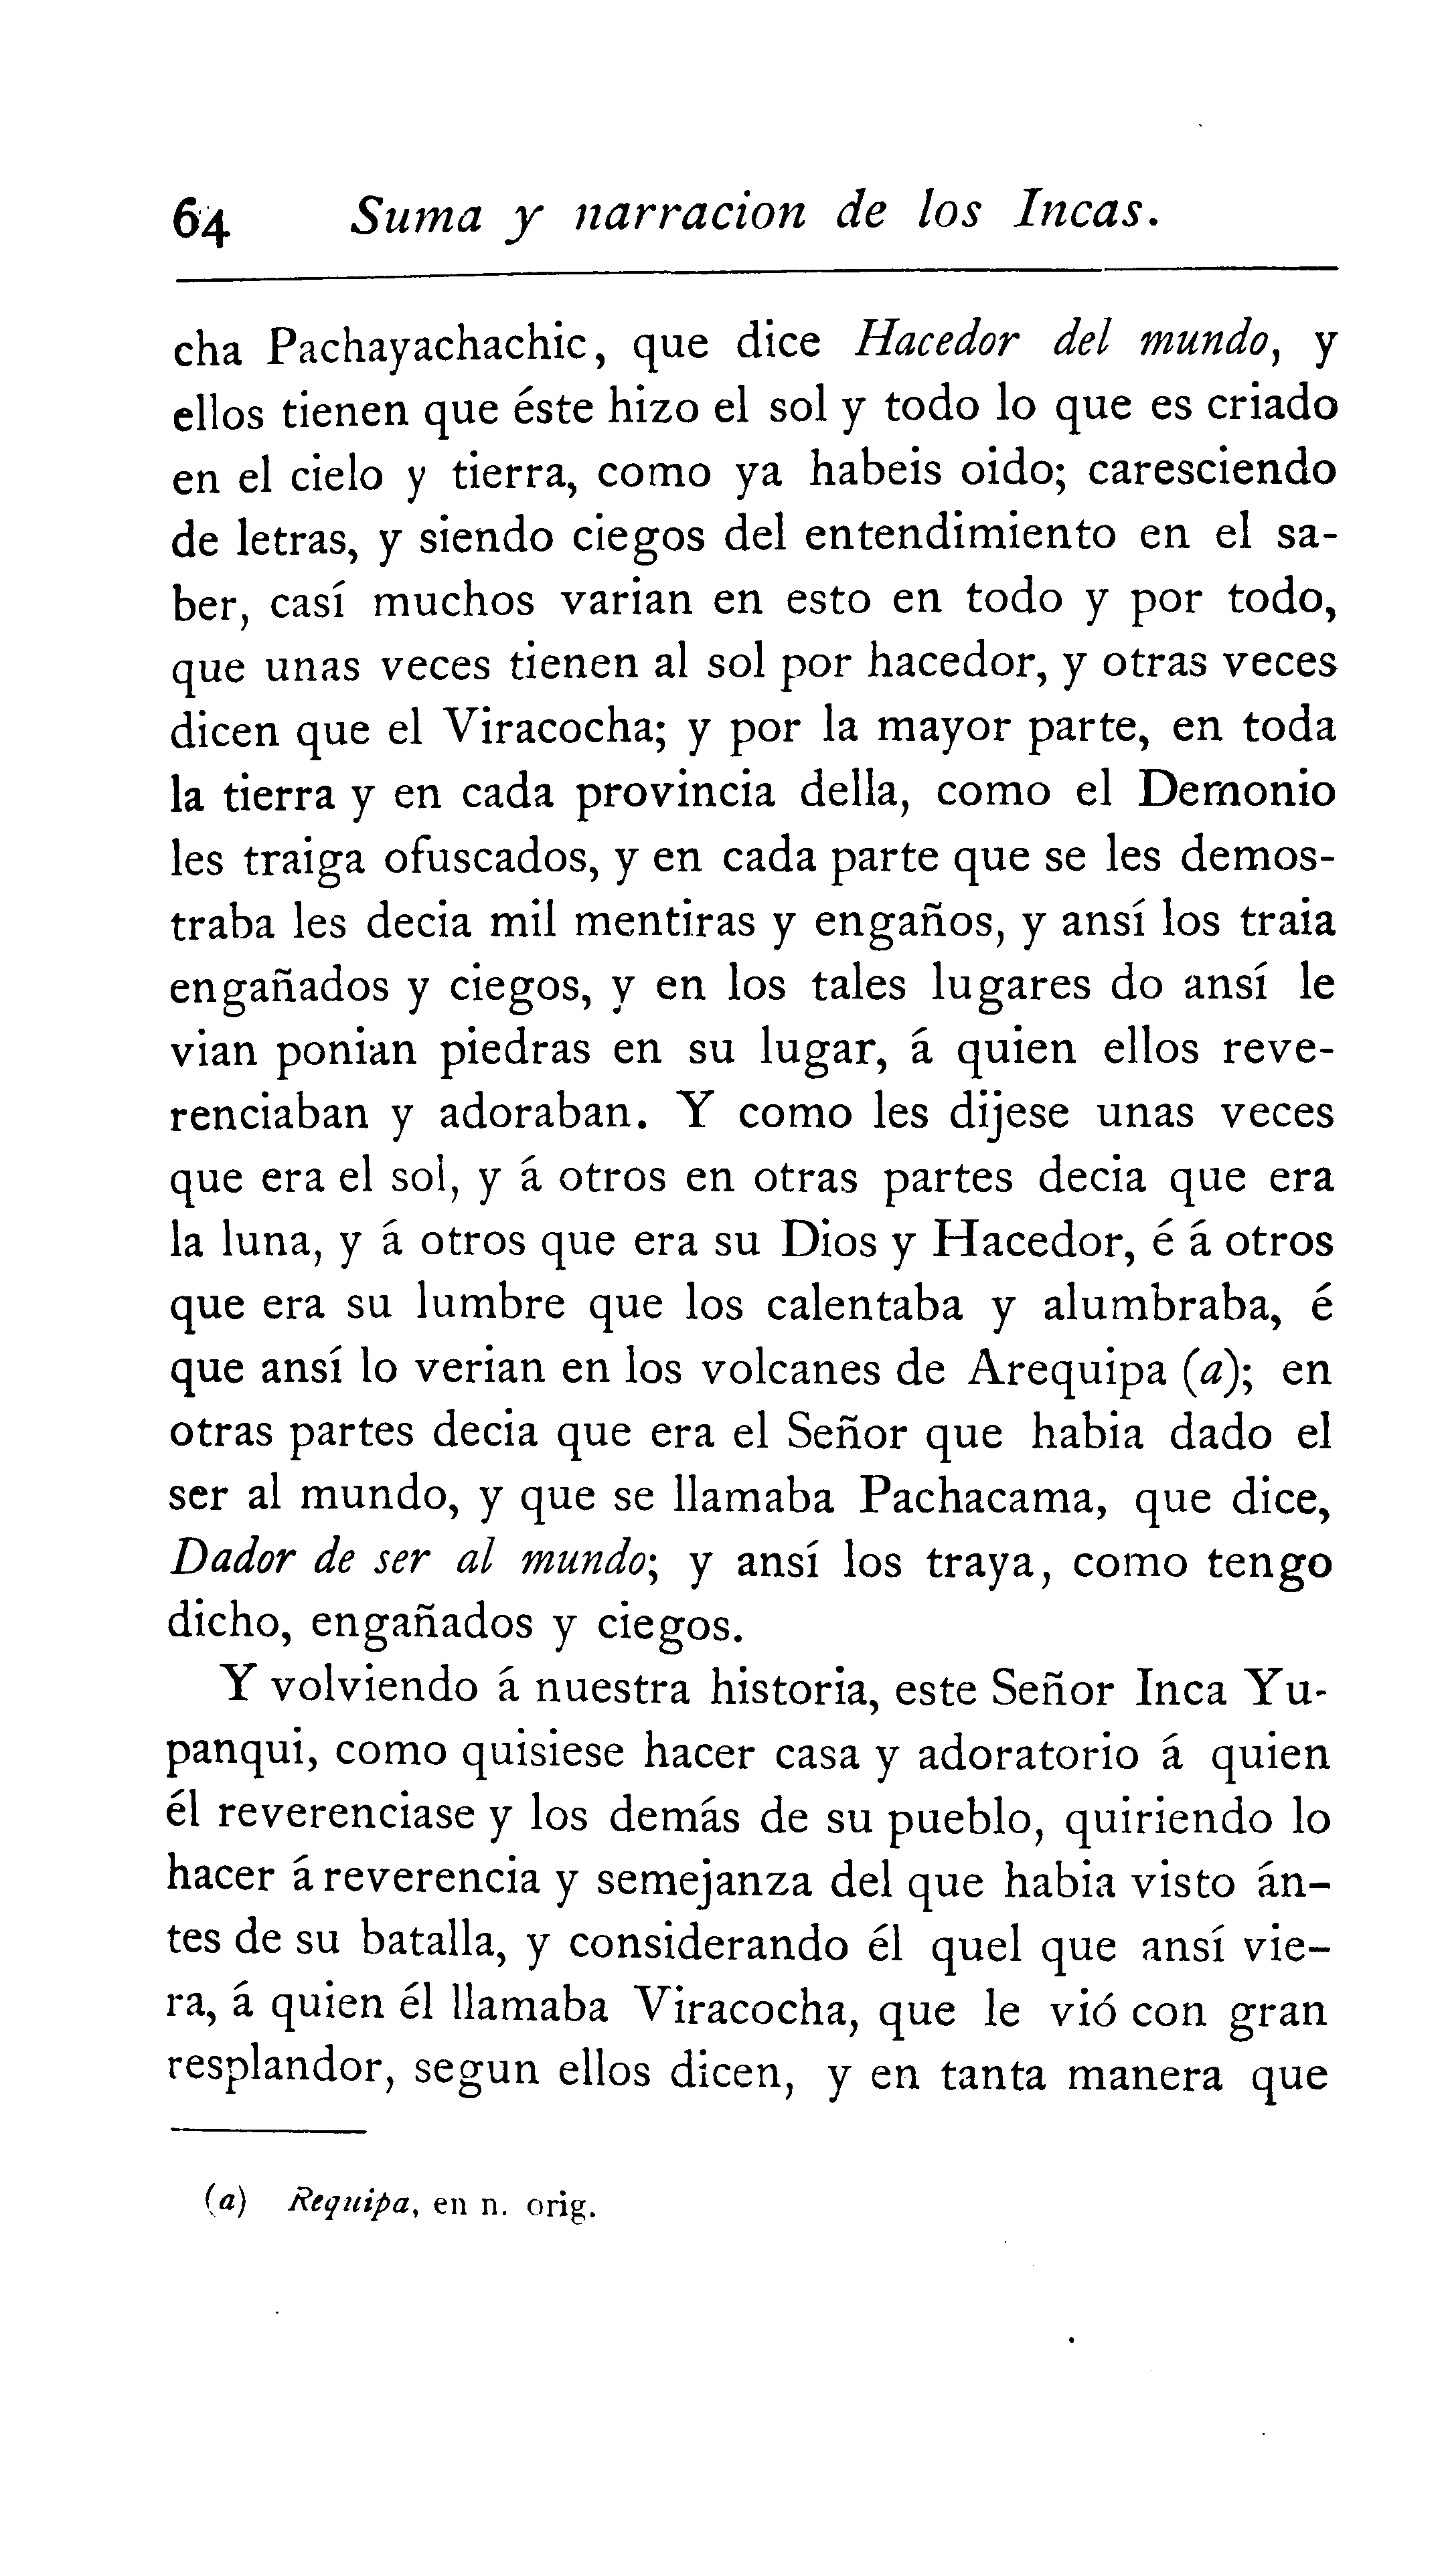 64 Suma y narracion de los Incas.
cha Pachayachachic, que dice Hacedor del mundo, y
ellos tienen que éste hizo el sol y todo lo que es criado
en el cielo y tierra, como ya habeis oido; caresciendo
de letras, y siendo ciegos del entendimiento en el sa-
ber, casí muchos varian en esto en todo y por todo,
que unas veces tienen al sol por hacedor, y otras veces
dicen que el Viracocha; y por la mayor parte, en toda
la tierra y en cada provincia della, como el Demonio
les traiga ofuscados, y en cada parte que se les demos-
traba les decia mil mentiras y engaños, y ansí los traia
engañados y ciegos, y en los tales lugares do ansí le
vian ponian piedras en su lugar, á quien ellos reve-
renciaban y adoraban. Y como les dijese unas veces
que era el sol, y á otros en otras partes decia que era
la luna, y á otros que era su Dios y Hacedor, é á otros
que era su lumbre que los calentaba y alumbraba, é
que ansí lo verian en los volcanes de Arequipa (a); en
otras partes decia que era el Señor que habia dado el
ser al mundo, y que se llamaba Pachacama, que dice,
Dador de ser al mundo; y ansí los traya, como tengo
dicho, engañados y ciegos.
Y volviendo á nuestra historia, este Señor Inca Yu-
panqui, como quisiese hacer casa y adoratorio á quien
él reverenciase y los demás de su pueblo, quiriendo lo
hacer á reverencia y semejanza del que habia visto án-
tes de su batalla, y considerando él quel que ansí vie-
ra, á quien él llamaba Viracocha, que le vió con gran
resplandor, segun ellos dicen, y en tanta manera que
(a) Requipa, en n. orig.